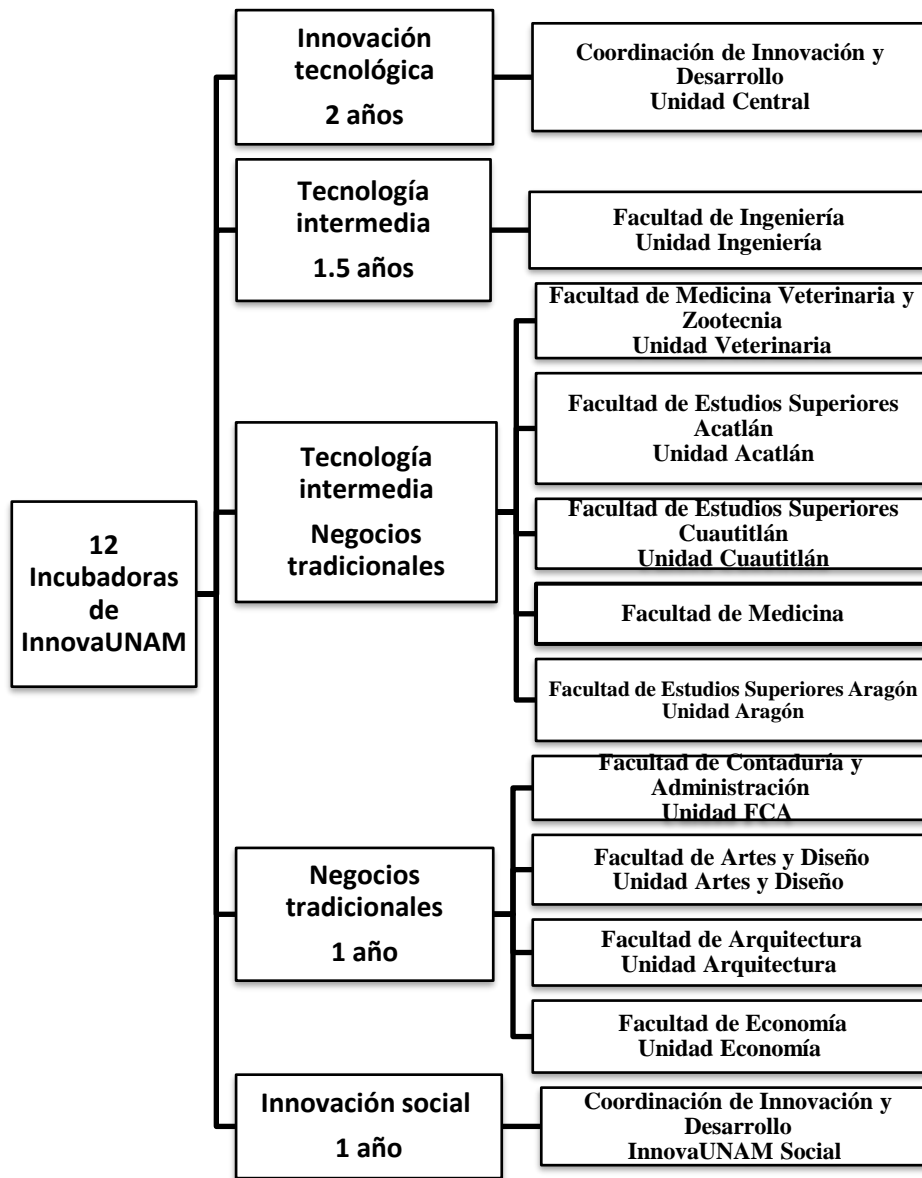 12
Incubadoras
de
InnovaUNAM
Innovación
tecnológica
2 años
Coordinación de Innovación y
Desarrollo
Unidad Central
Tecnología
intermedia
1.5 años
Facultad de Ingeniería
Unidad Ingeniería
Tecnología
intermedia
Negocios
tradicionales
Facultad de Medicina Veterinaria y
Zootecnia
Unidad Veterinaria
Facultad de Estudios Superiores
Acatlán
Unidad Acatlán
Facultad de Estudios Superiores
Cuautitlán
Unidad Cuautitlán
Facultad de Medicina
Facultad de Estudios Superiores Aragón
Unidad Aragón
Negocios
tradicionales
1 año
Facultad de Contaduría y
Administración
Unidad FCA
Facultad de Artes y Diseño
Unidad Artes y Diseño
Facultad de Arquitectura
Unidad Arquitectura
Facultad de Economía
Unidad Economía
Innovación social
1 año
Coordinación de Innovación y
Desarrollo
InnovaUNAM Social